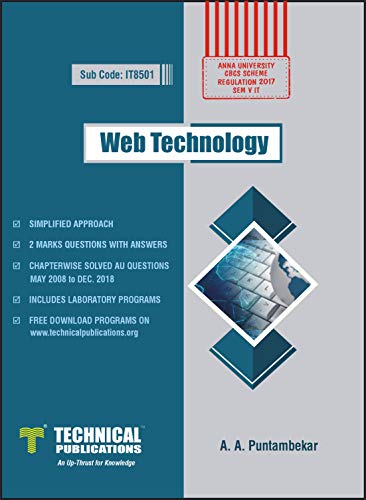 Sub Code: IT8501
ANNA UNIVERSITY
CBCS SCHEME
REGULATION 2017
SEM V IT
Web Technology
SIMPLIFIED APPROACH
2 MARKS QUESTIONS WITH ANSWERS
CHAPTERWISE SOLVED AU QUESTIONS
MAY 2008 to DEC. 2018
INCLUDES LABORATORY PROGRAMS
FREE DOWNLOAD PROGRAMS ON
www.technicalpublications.org
TECHNICAL
PUBLICATIONS
TM
An Up-Thrust for Knowledge
A. A. Puntambekar